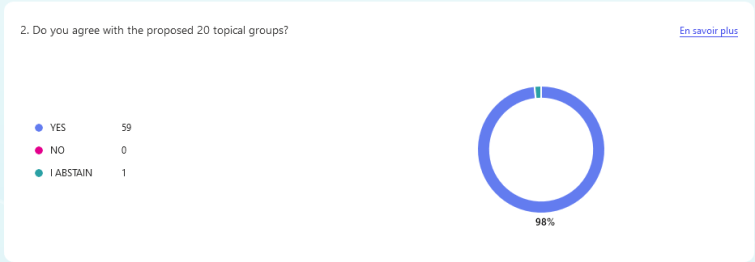 2. Do you agree with the proposed 20 topical groups?
En savoir plus
YES 59
NO 0
I ABSTAIN 1
98%